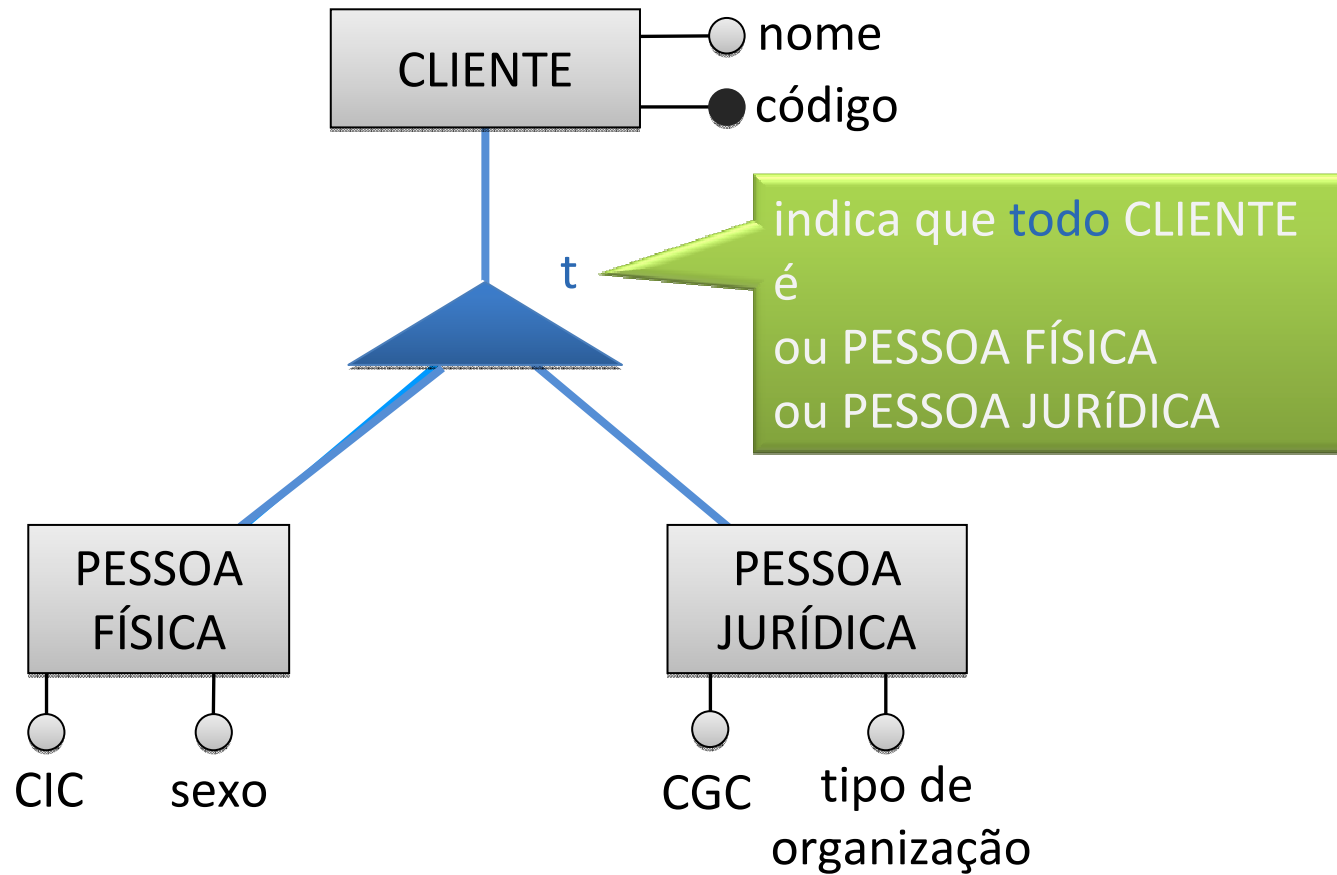 CLIENTE
nome
código
t
indica que todo CLIENTE
é
ou PESSOA FÍSICA
ou PESSOA JURíDICA
PESSOA
FÍSICA
PESSOA
JURÍDICA
CIC
sexo
CGC
tipo de
organização